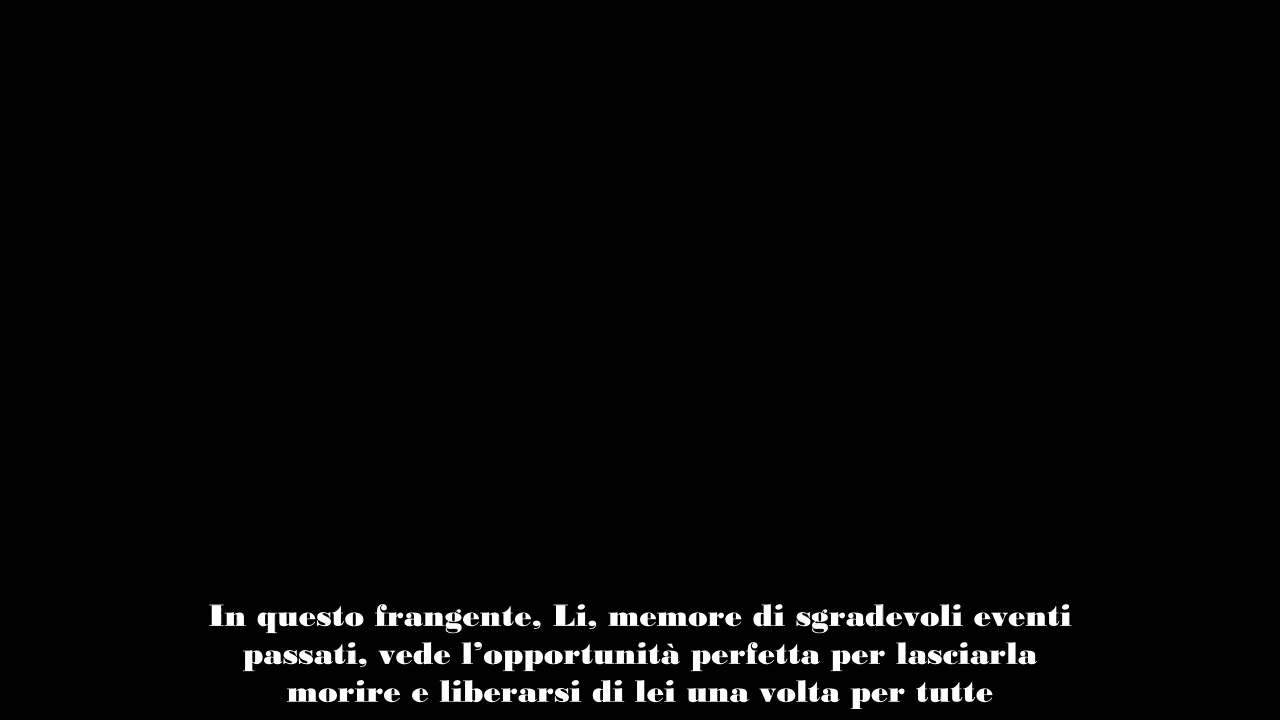 In questo frangente, Li, memore di sgradevoli eventi
passati, vede l’opportunità perfetta per lasciarla
morire e liberarsi di lei una volta per tutte